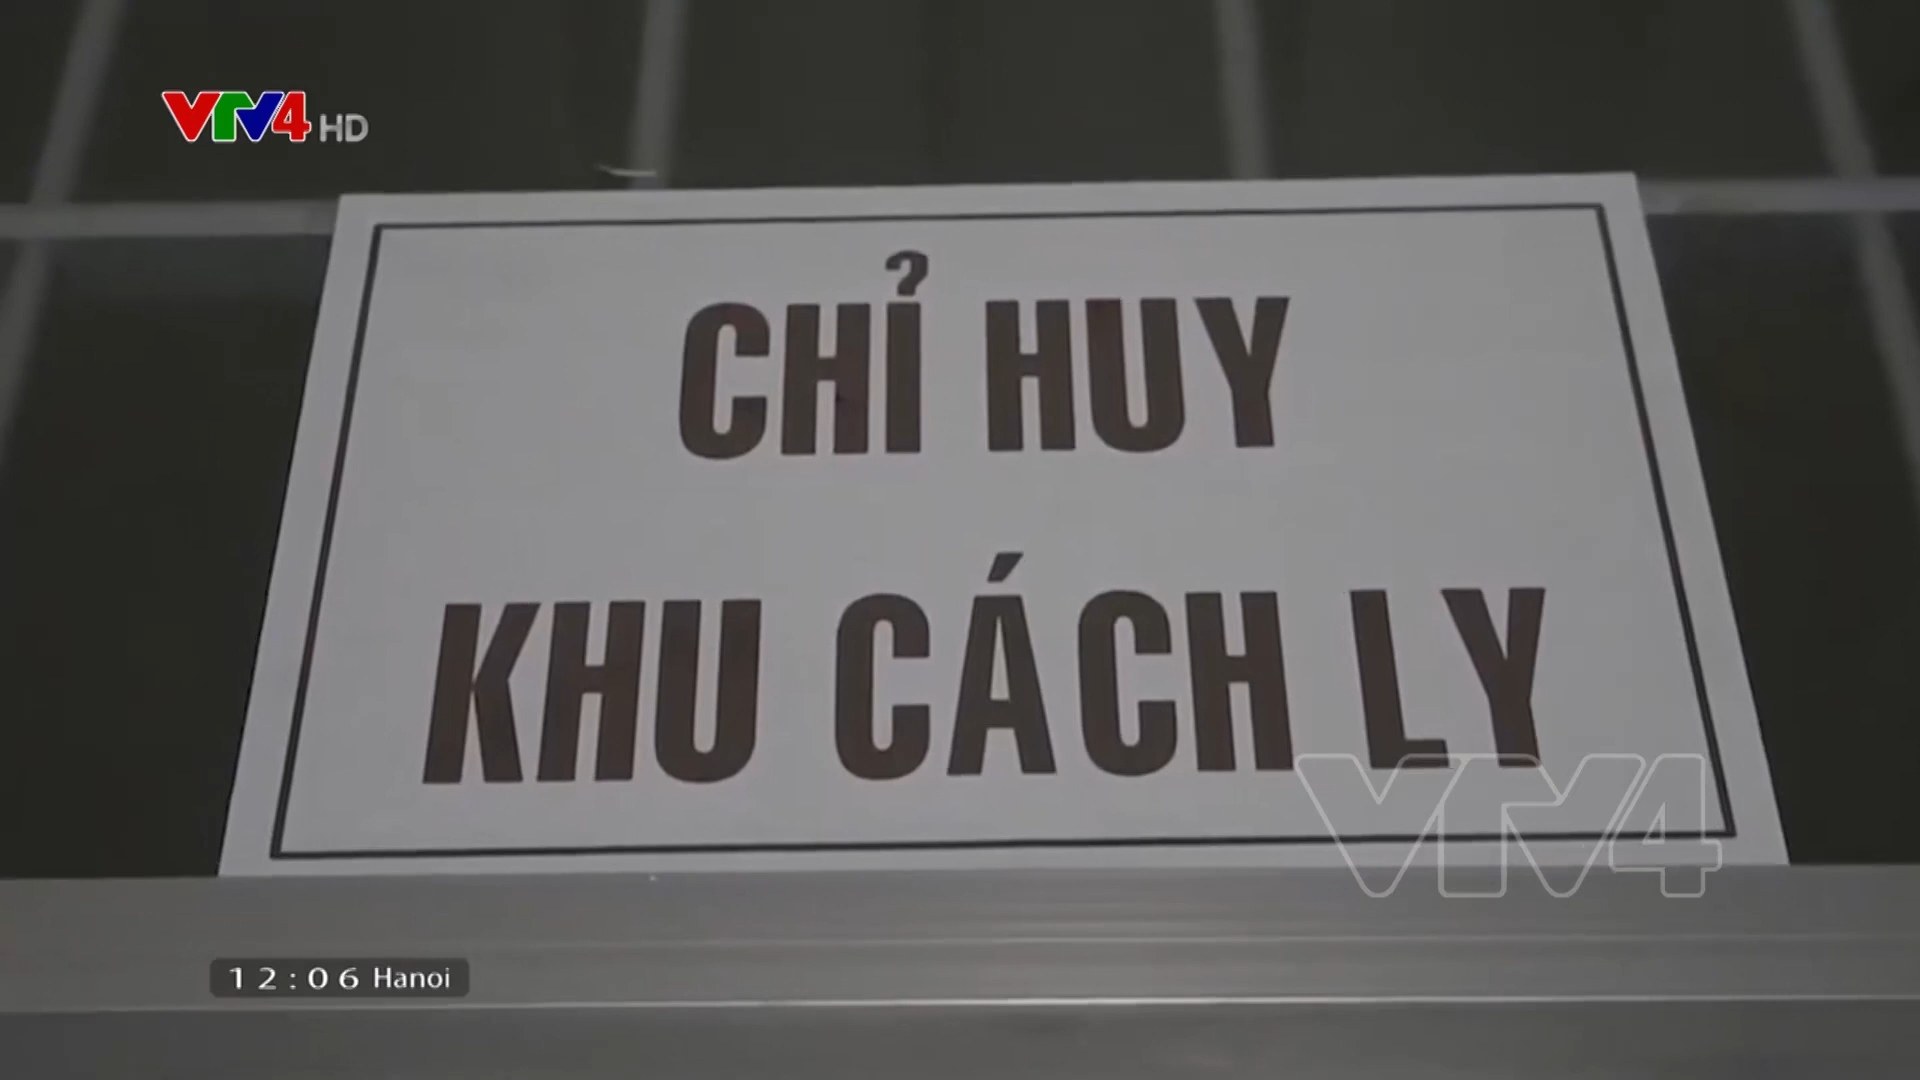 VTV4 HD
CHỈ HUY
KHU CÁCH LY
VTV4
12:06 Hanoi